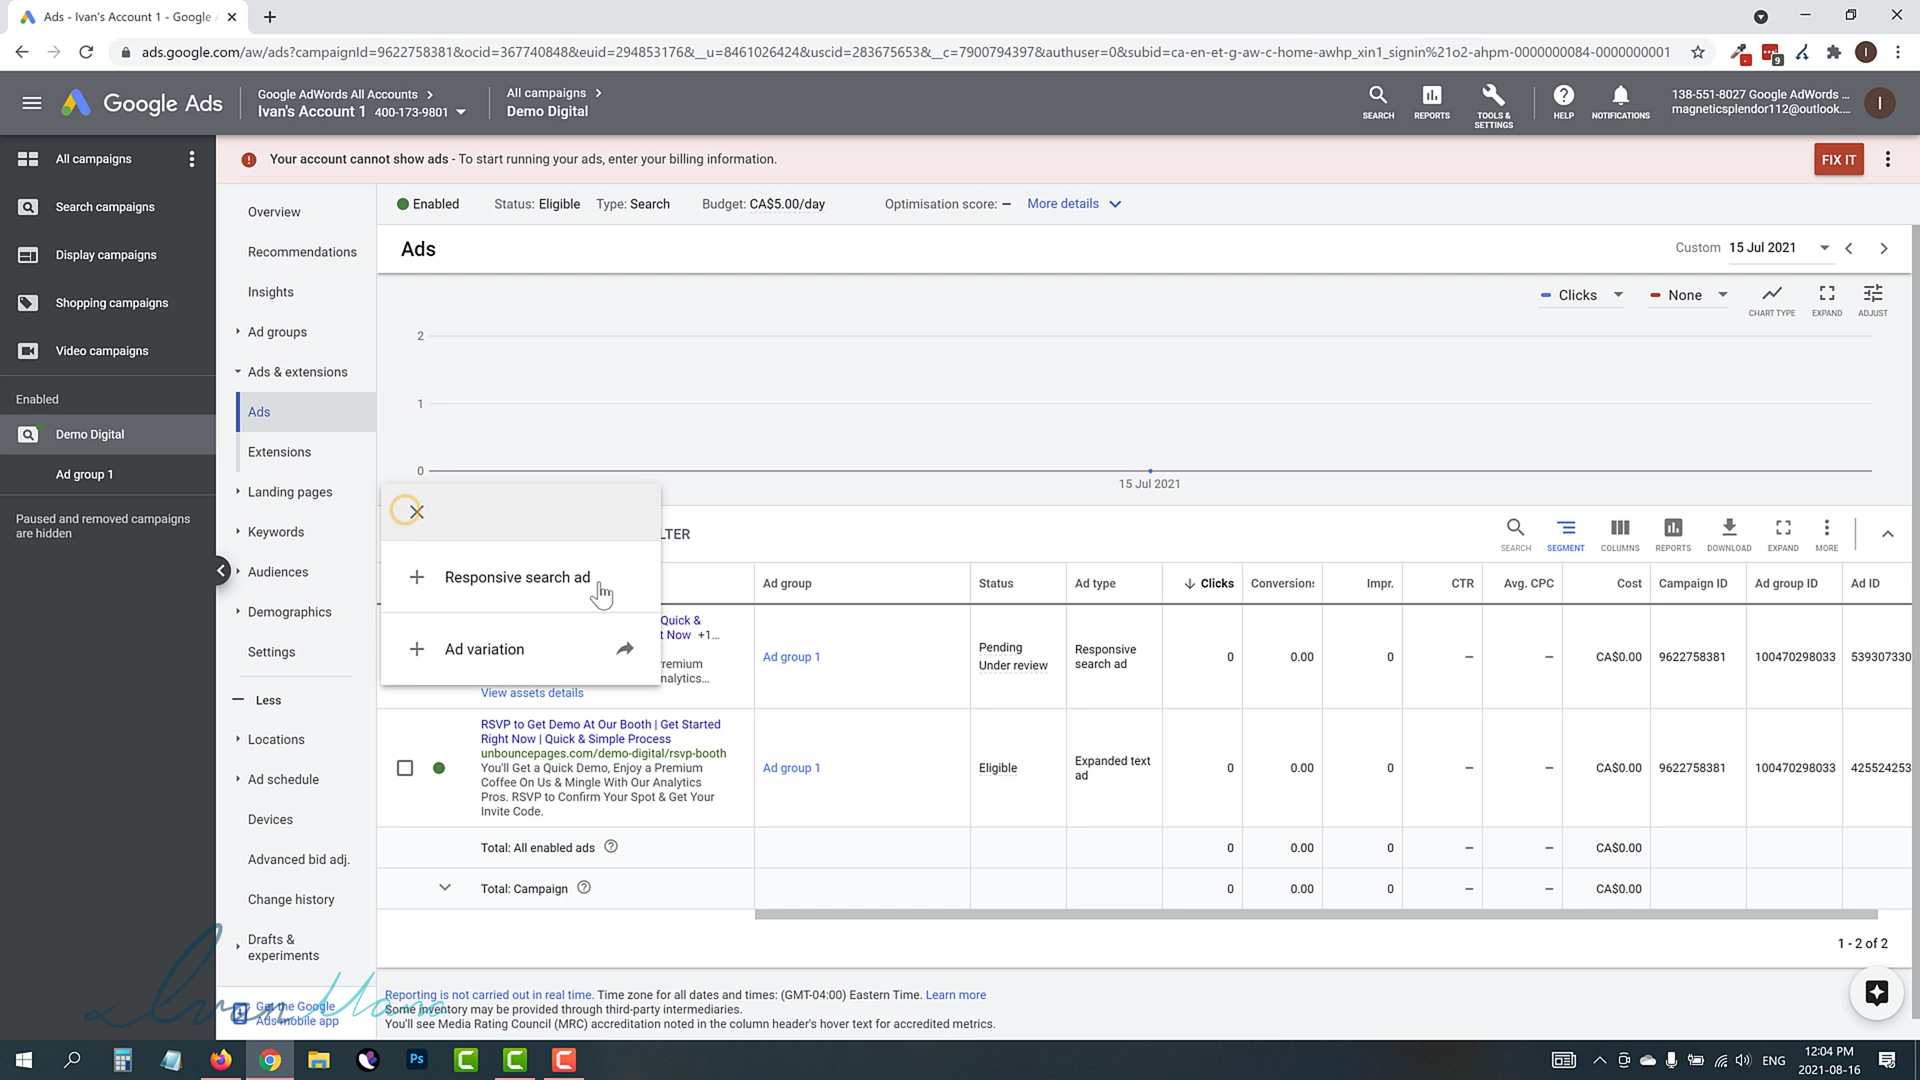 Ads - Ivan's Account 1 - Google
ads.google.com/aw/ads?campaignId=9622758381&ocid=367740848&euid=294853176&__u=8461026424&uscid=283675653&__c=7900794397&authuser=0&subid=ca-en-et-g-aw-c-home-awhp_xin1_signin%21o2-ahpm-0000000084-0000000001
9
I
Google Ads
Google AdWords All Accounts
Ivan's Account 1 400-173-9801
All campaigns
Demo Digital
SEARCH
REPORTS
TOOLS &
SETTINGS
HELP
NOTIFICATIONS
138-551-8027 Google AdWords ...
magneticsplendor112@outlook....
I
All campaigns
Search campaigns
Display campaigns
Shopping campaigns
Video campaigns
Enabled
Demo Digital
Ad group 1
Paused and removed campaigns
are hidden
Your account cannot show ads - To start running your ads, enter your billing information.
FIX IT
Overview
Recommendations
Insights
Ad groups
Ads & extensions
Ads
Extensions
Landing pages
Keywords
Audiences
Demographics
Settings
Less
Locations
Ad schedule
Devices
Advanced bid adj.
Change history
Drafts &
experiments
Get the Google
Ads mobile app
Enabled Status: Eligible Type: Search Budget: CA$5.00/day Optimisation score: – More details
Ads
Custom 15 Jul 2021
Clicks
None
CHART TYPE
EXPAND
ADJUST
2
1
0
15 Jul 2021
LTER
Responsive search ad
Ad variation
SEARCH
SEGMENT
COLUMNS
REPORTS
DOWNLOAD
EXPAND
MORE
Ad group Status Ad type Clicks Conversions Impr. CTR Avg. CPC Cost Campaign ID Ad group ID Ad ID
Quick &
t Now +1...
remium
nalytics...
View assets details
Ad group 1
Pending
Under review
Responsive
search ad
0 0.00 0 – – CA$0.00 9622758381 100470298033 539307330
RSVP to Get Demo At Our Booth | Get Started
Right Now | Quick & Simple Process
unbouncepages.com/demo-digital/rsvp-booth
You'll Get a Quick Demo, Enjoy a Premium
Coffee On Us & Mingle With Our Analytics
Pros. RSVP to Confirm Your Spot & Get Your
Invite Code.
Ad group 1
Eligible
Expanded text
ad
0 0.00 0 – – CA$0.00 9622758381 100470298033 425524253
Total: All enabled ads 0 0.00 0 – – CA$0.00
Total: Campaign 0 0.00 0 – – CA$0.00
1 - 2 of 2
Reporting is not carried out in real time. Time zone for all dates and times: (GMT-04:00) Eastern Time. Learn more
Some inventory may be provided through third-party intermediaries.
You'll see Media Rating Council (MRC) accreditation noted in the column header's hover text for accredited metrics.
Ps
C
C
C
ENG
12:04 PM
2021-08-16